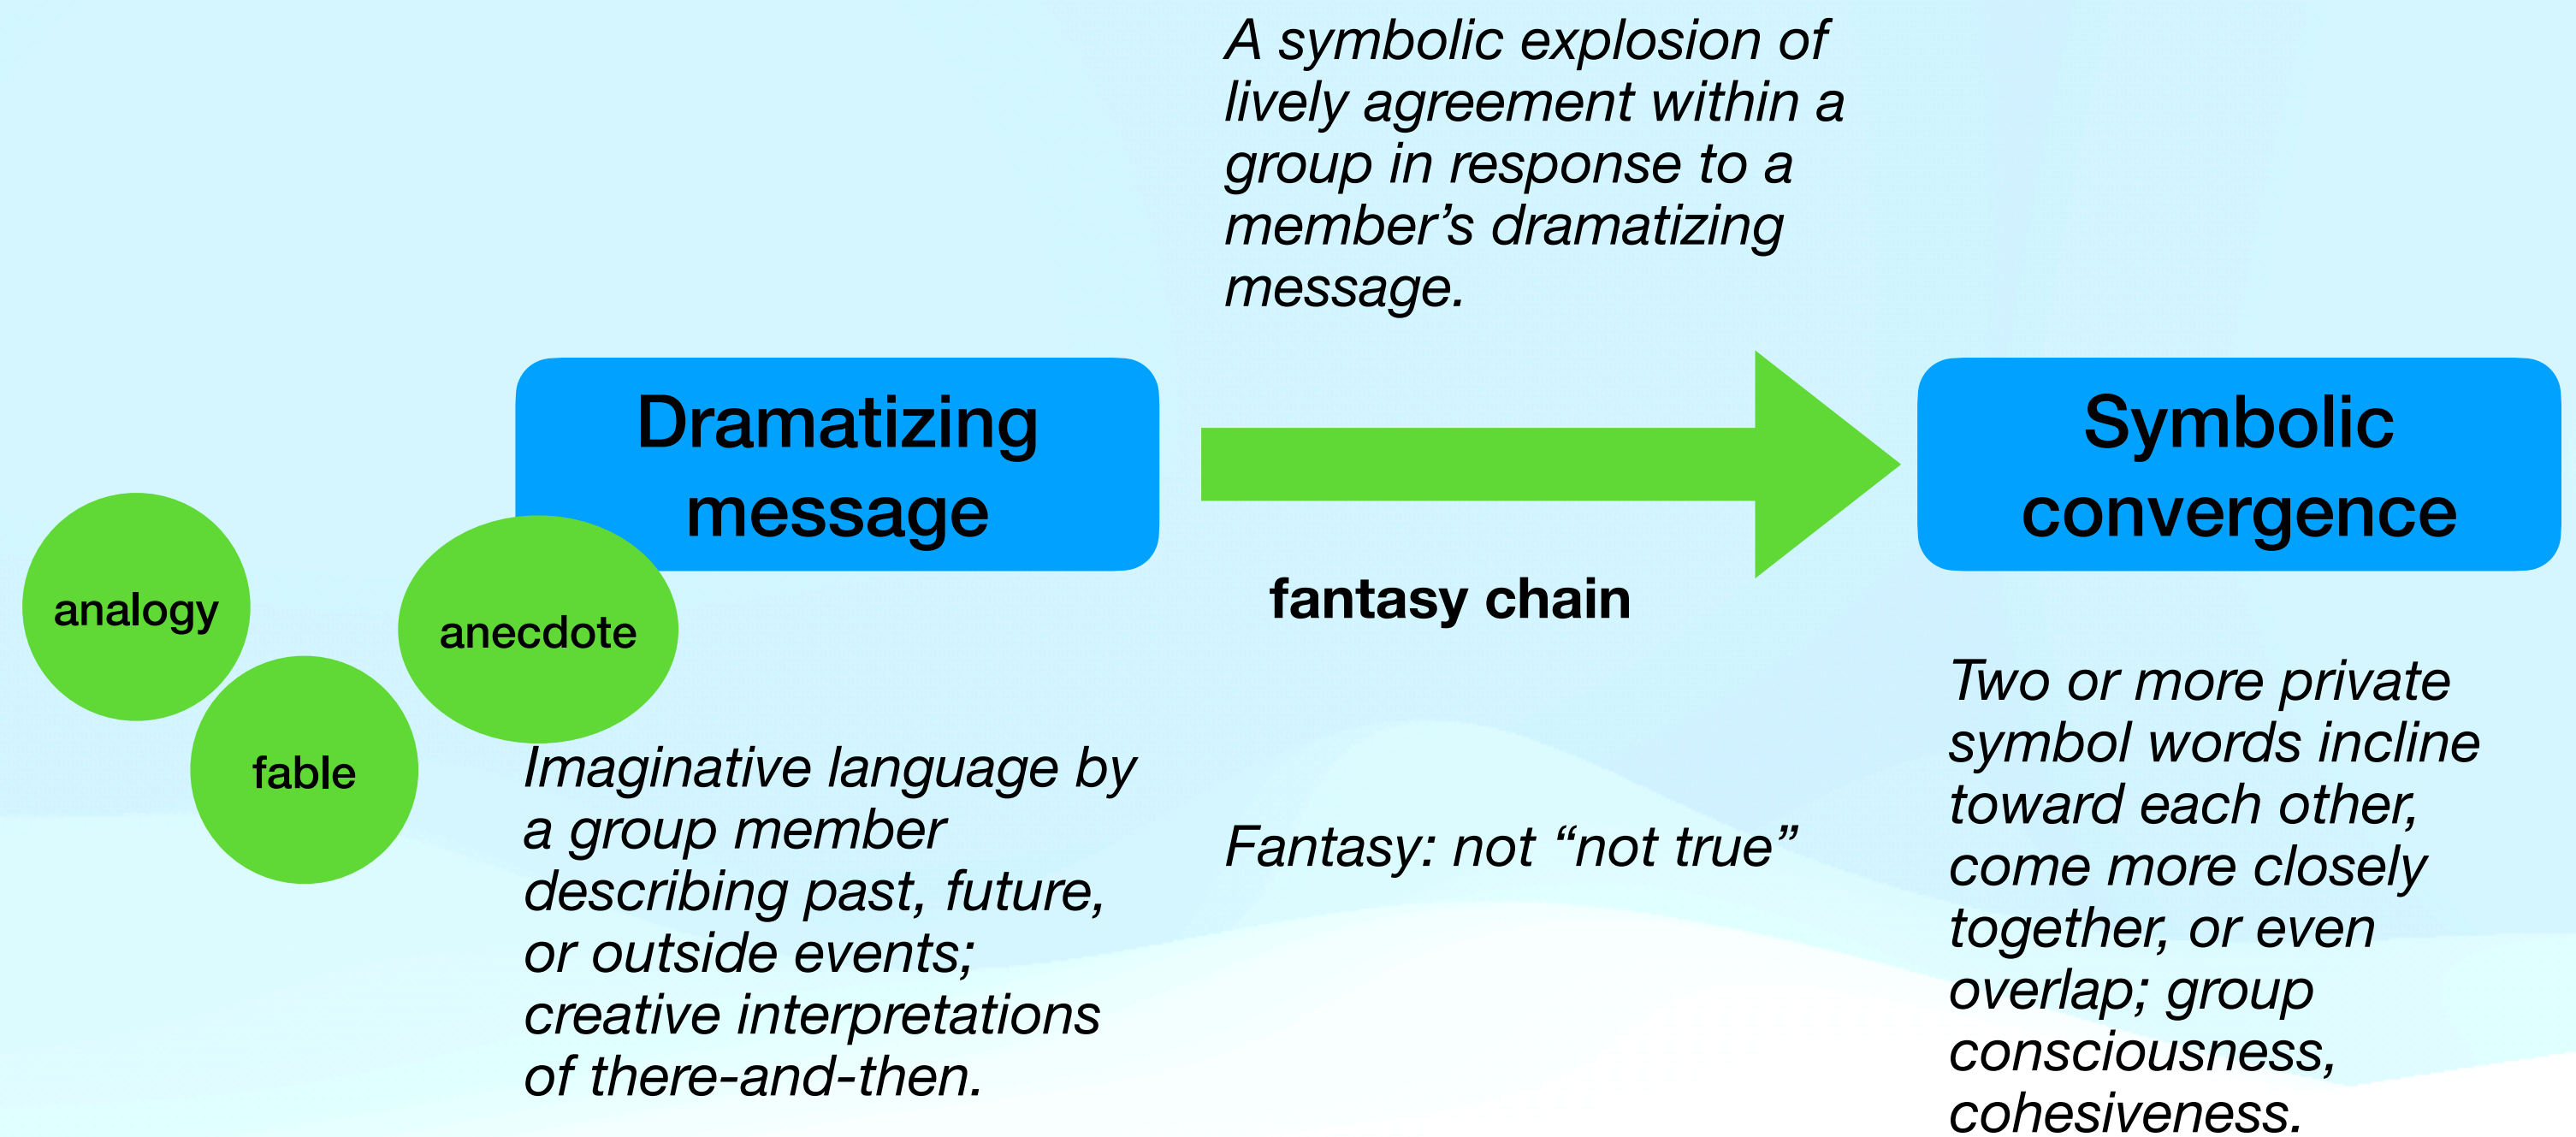 A symbolic explosion of
lively agreement within a
group in response to a
member’s dramatizing
message.
Dramatizing
message
Symbolic
convergence
analogy
anecdote
fable
fantasy chain
Imaginative language by
a group member
describing past, future,
or outside events;
creative interpretations
of there-and-then.
Fantasy: not “not true”
Two or more private
symbol words incline
toward each other,
come more closely
together, or even
overlap; group
consciousness,
cohesiveness.